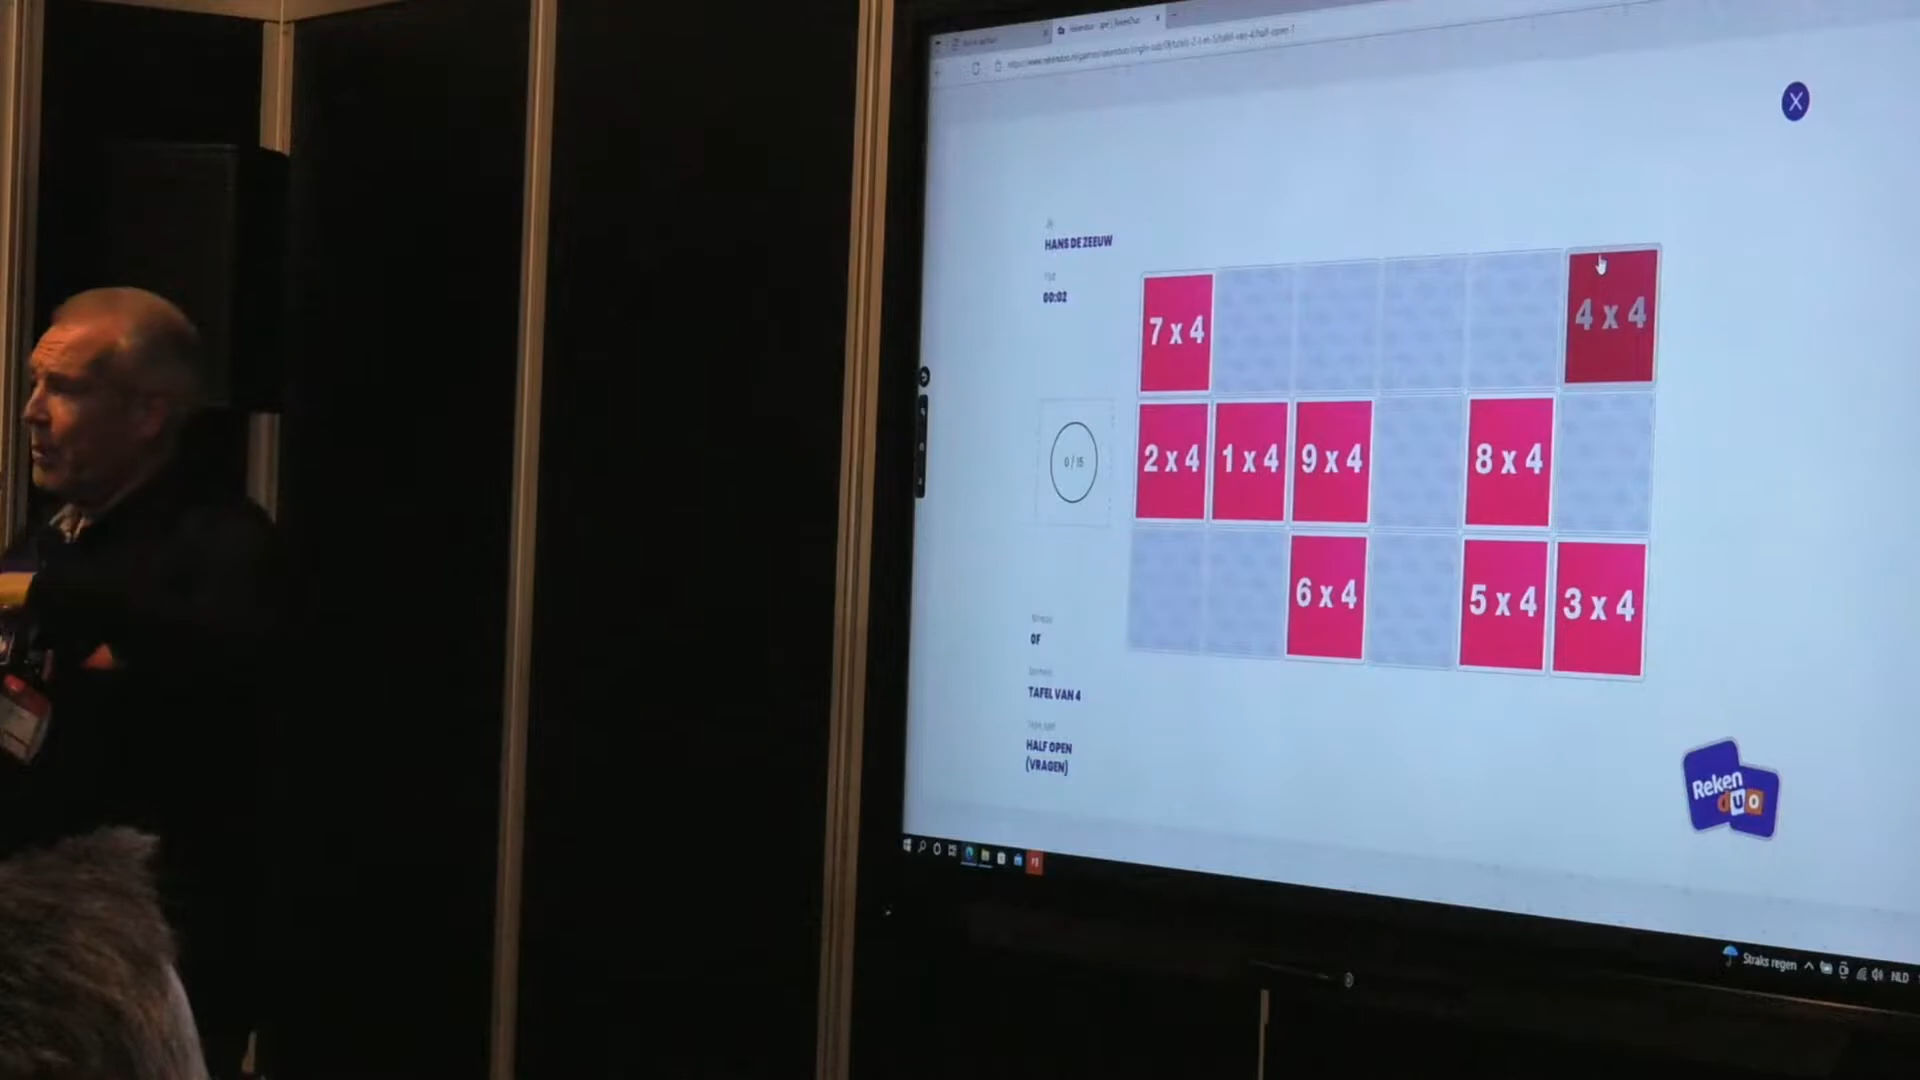 HANS DE ZEEUW
00:02
7 x 4
4 x 4
2 x 4
1 x 4
9 x 4
8 x 4
0 / 15
6 x 4
5 x 4
3 x 4
0F
TAFEL VAN 4
HALF OPEN
(VRAGEN)
X
Reken
duo
Straks regen
NLD